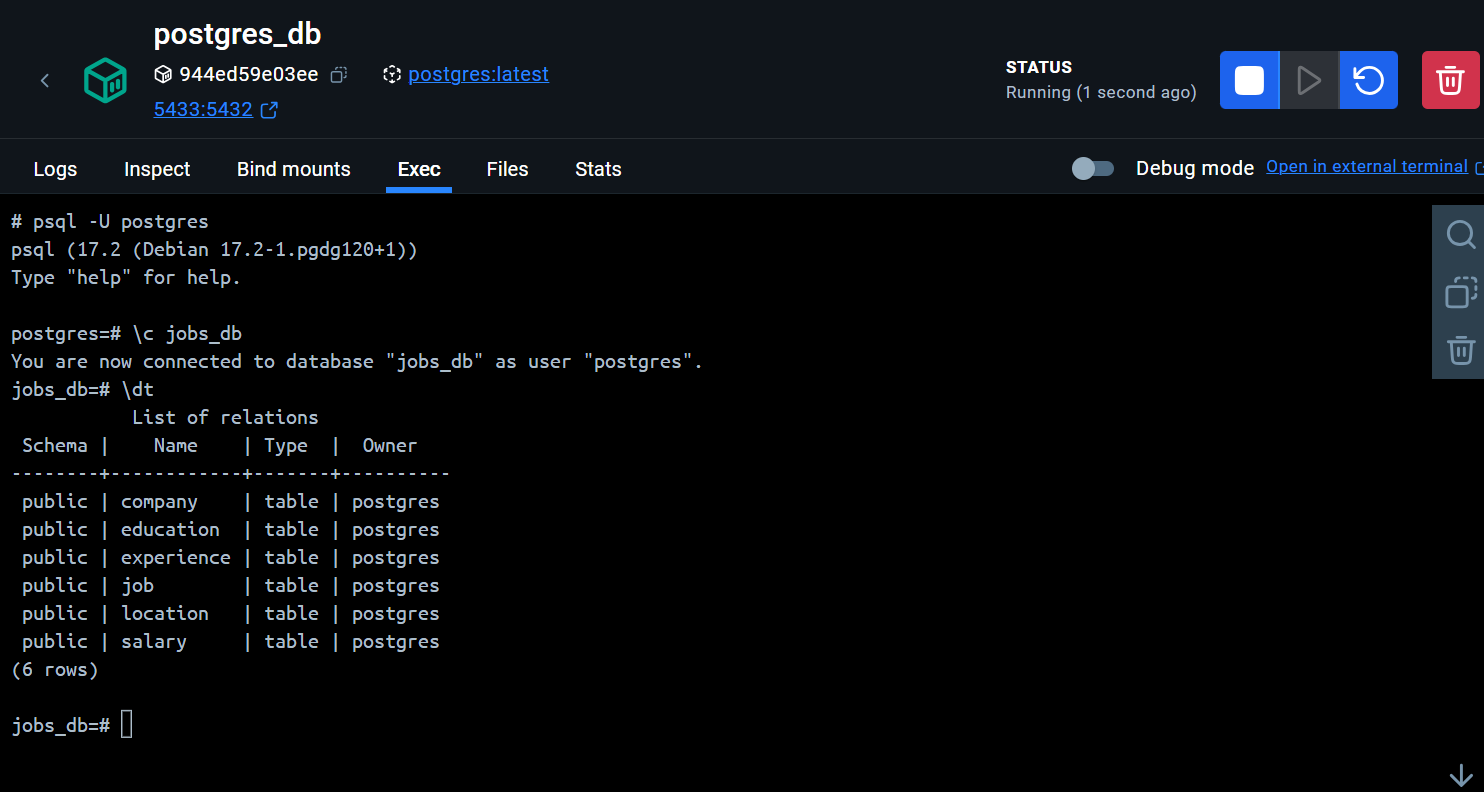 postgres_db
944ed59e03ee postgres:latest
5433:5432
STATUS
Running (1 second ago)
Logs Inspect Bind mounts Exec Files Stats Debug mode Open in external terminal
# psql -U postgres
psql (17.2 (Debian 17.2-1.pgdg120+1))
Type "help" for help.

postgres=# \c jobs_db
You are now connected to database "jobs_db" as user "postgres".
jobs_db=# \dt
           List of relations
 Schema |    Name    | Type  |  Owner
--------+------------+-------+----------
 public | company    | table | postgres
 public | education  | table | postgres
 public | experience | table | postgres
 public | job        | table | postgres
 public | location   | table | postgres
 public | salary     | table | postgres
(6 rows)

jobs_db=#